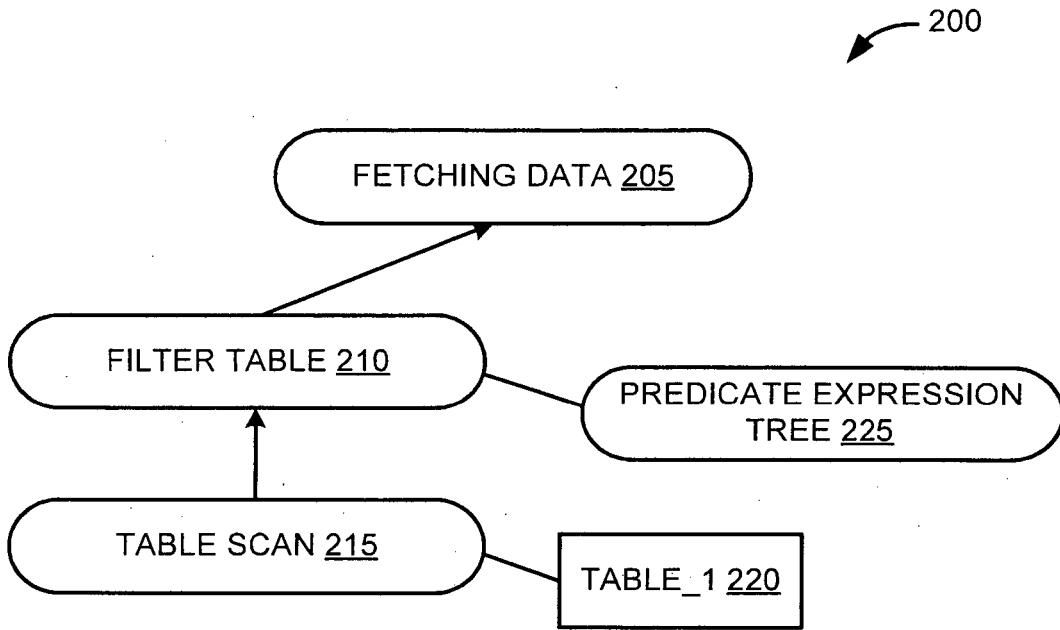 200
FETCHING DATA 205
FILTER TABLE 210
PREDICATE EXPRESSION
TREE 225
TABLE SCAN 215
TABLE_1 220